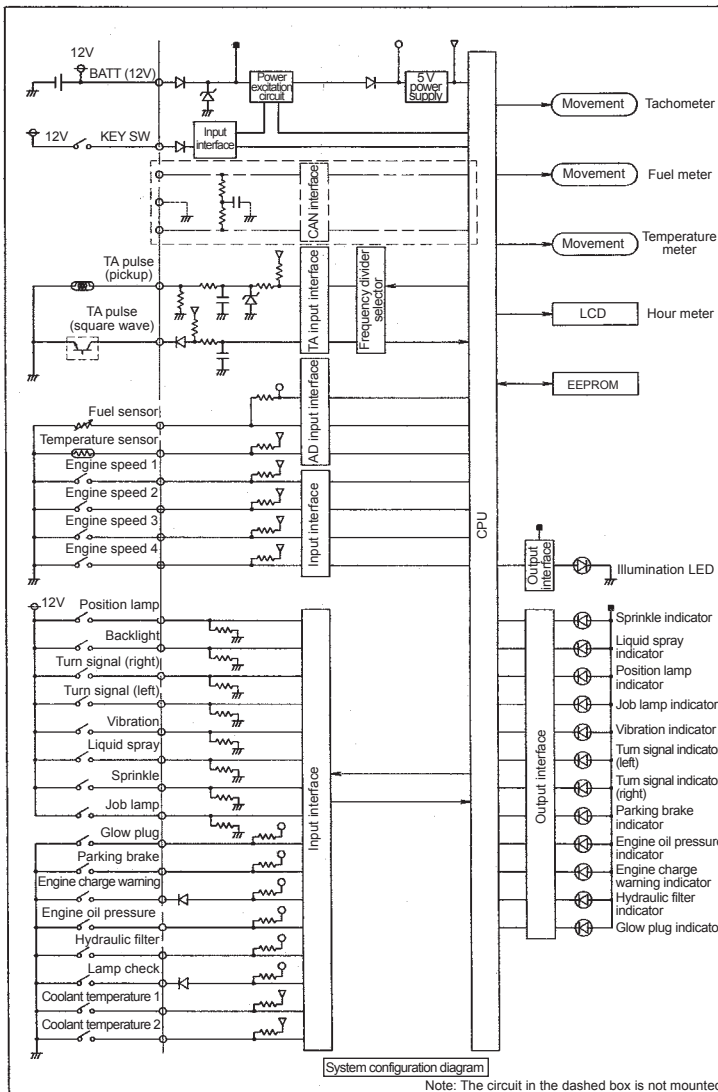 12V
BATT (12V)
Power
excitation
circuit
5V
power
supply
12V
KEY SW
Input
interface
CAN interface
TA pulse
(pickup)
TA pulse
(square wave)
TA input interface
Frequency divider
selector
Fuel sensor
Temperature sensor
AD input interface
Engine speed 1
Engine speed 2
Engine speed 3
Engine speed 4
Input interface
CPU
Movement
Tachometer
Movement
Fuel meter
Movement
Temperature
meter
LCD
Hour meter
EEPROM
Output
interface
Illumination LED
12V
Position lamp
Backlight
Turn signal (right)
Turn signal (left)
Vibration
Liquid spray
Sprinkle
Job lamp
Glow plug
Parking brake
Engine charge warning
Engine oil pressure
Hydraulic filter
Lamp check
Coolant temperature 1
Coolant temperature 2
Input interface
Output interface
Sprinkle indicator
Liquid spray
indicator
Position lamp
indicator
Job lamp indicator
Vibration indicator
Turn signal indicator
(left)
Turn signal indicator
(right)
Parking brake
indicator
Engine oil pressure
indicator
Engine charge
warning indicator
Hydraulic filter
indicator
Glow plug indicator
System configuration diagram
Note: The circuit in the dashed box is not mounted